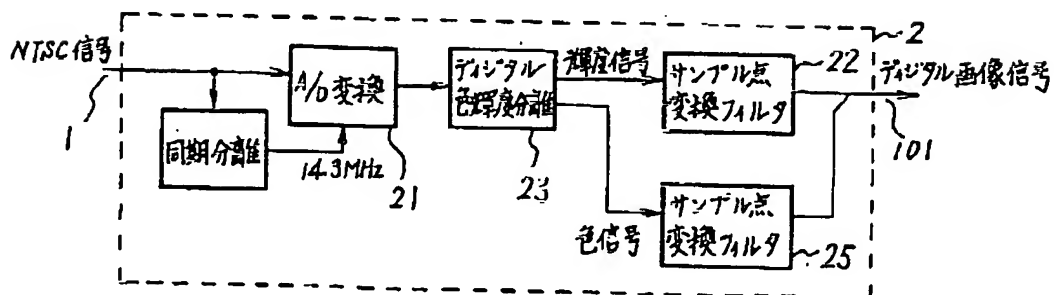 NTSC信号
1
同期分離
A/D変換
14.3MHz
21
ディジタル
色輝度分離
23
輝度信号
色信号
サンプル点
変換フィルタ
22
サンプル点
変換フィルタ
25
2
ディジタル画像信号
101